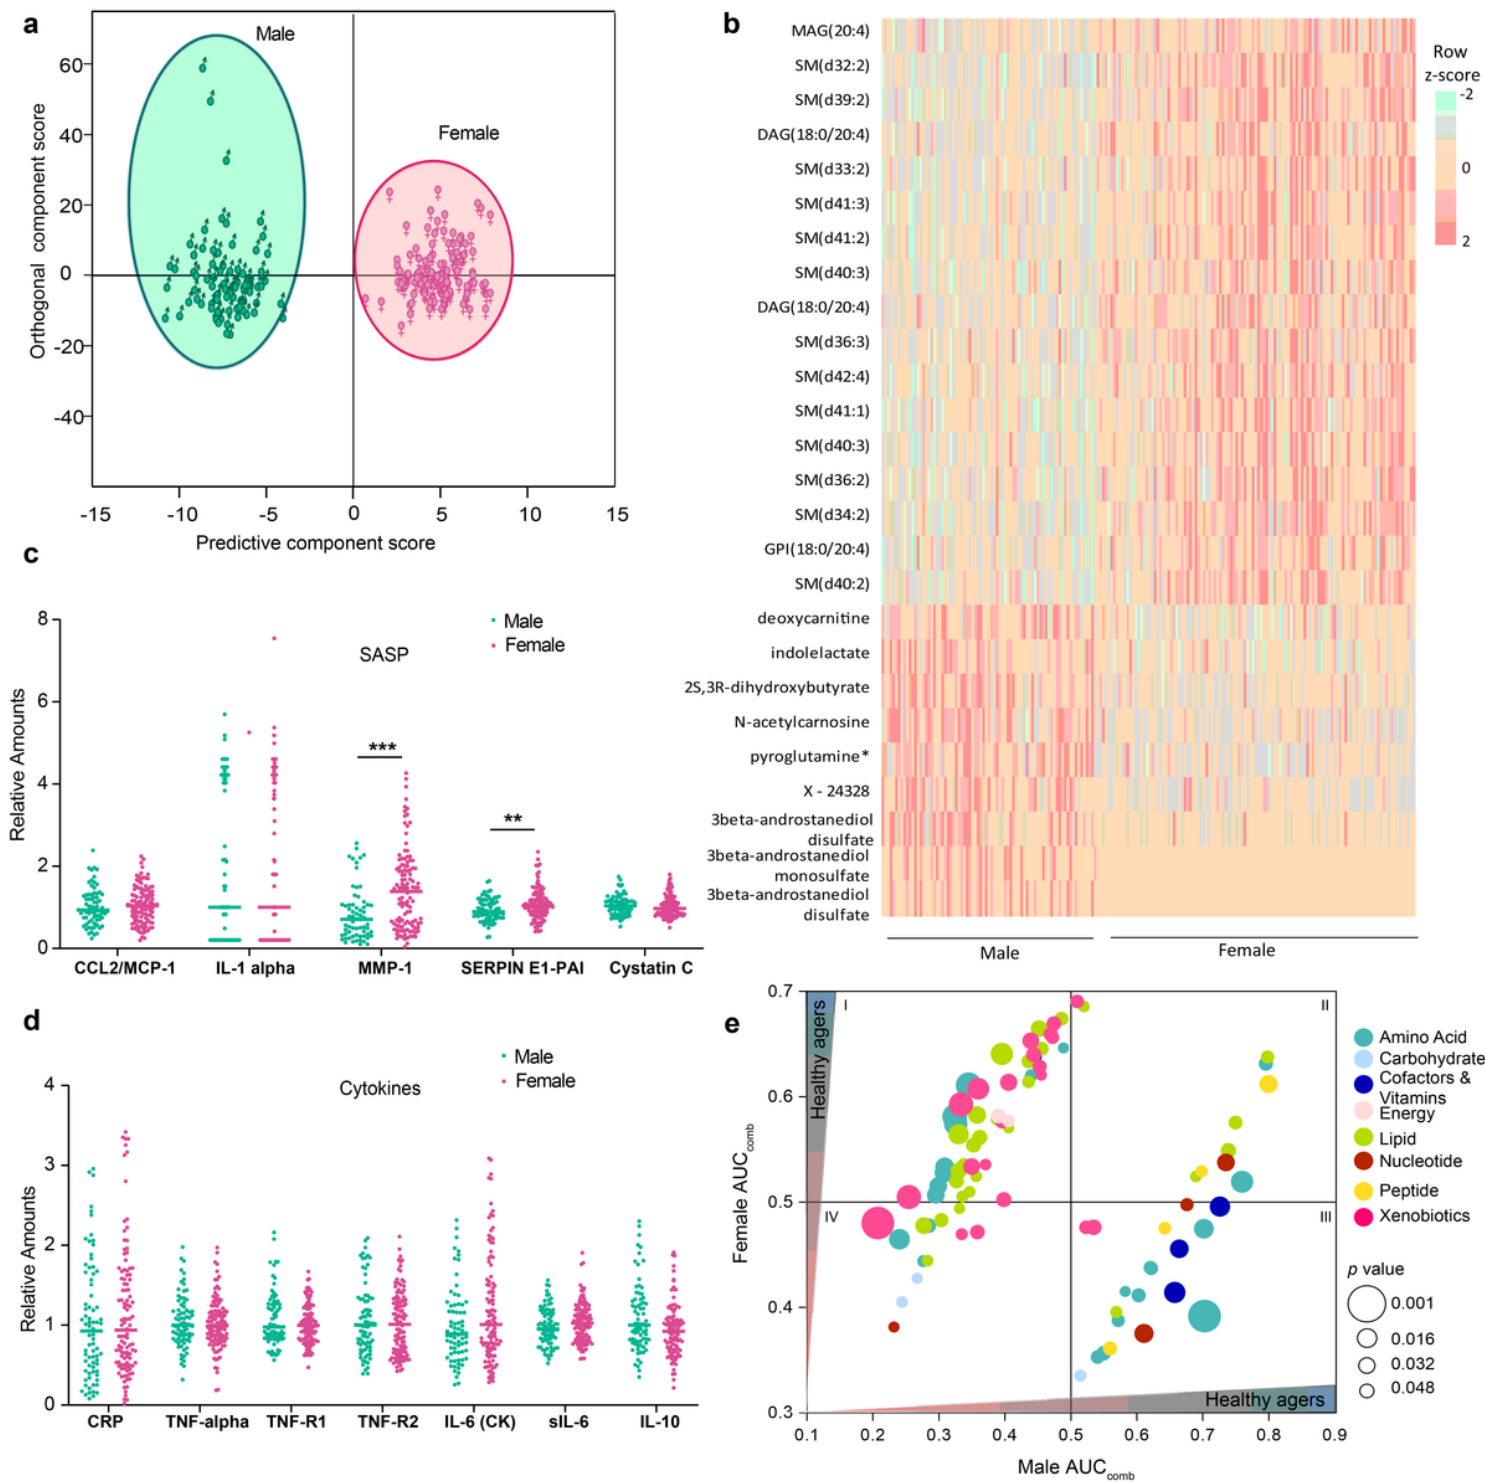 a
Male
Female
60
40
20
0
-20
-40
-15
-10
-5
0
5
10
15
Orthogonal component score
Predictive component score
b
MAG(20:4)
SM(d32:2)
SM(d39:2)
DAG(18:0/20:4)
SM(d33:2)
SM(d41:3)
SM(d41:2)
SM(d40:3)
DAG(18:0/20:4)
SM(d36:3)
SM(d42:4)
SM(d41:1)
SM(d40:3)
SM(d36:2)
SM(d34:2)
GPI(18:0/20:4)
SM(d40:2)
deoxycarnitine
indolelactate
2S,3R-dihydroxybutyrate
N-acetylcarnosine
pyroglutamine*
X - 24328
3beta-androstanediol
disulfate
3beta-androstanediol
monosulfate
3beta-androstanediol
disulfate
Male
Female
Row
z-score
-2
0
2
c
8
6
4
2
0
Relative Amounts
SASP
Male
Female
***
**
CCL2/MCP-1
IL-1 alpha
MMP-1
SERPIN E1-PAI
Cystatin C
d
4
3
2
1
0
Relative Amounts
Cytokines
Male
Female
CRP
TNF-alpha
TNF-R1
TNF-R2
IL-6 (CK)
sIL-6
IL-10
e
0.7
0.6
0.5
0.4
0.3
Female AUCcomb
Healthy agers
I
II
IV
III
Healthy agers
0.1
0.2
0.3
0.4
0.5
0.6
0.7
0.8
0.9
Male AUCcomb
Amino Acid
Carbohydrate
Cofactors &
Vitamins
Energy
Lipid
Nucleotide
Peptide
Xenobiotics
p value
0.001
0.016
0.032
0.048